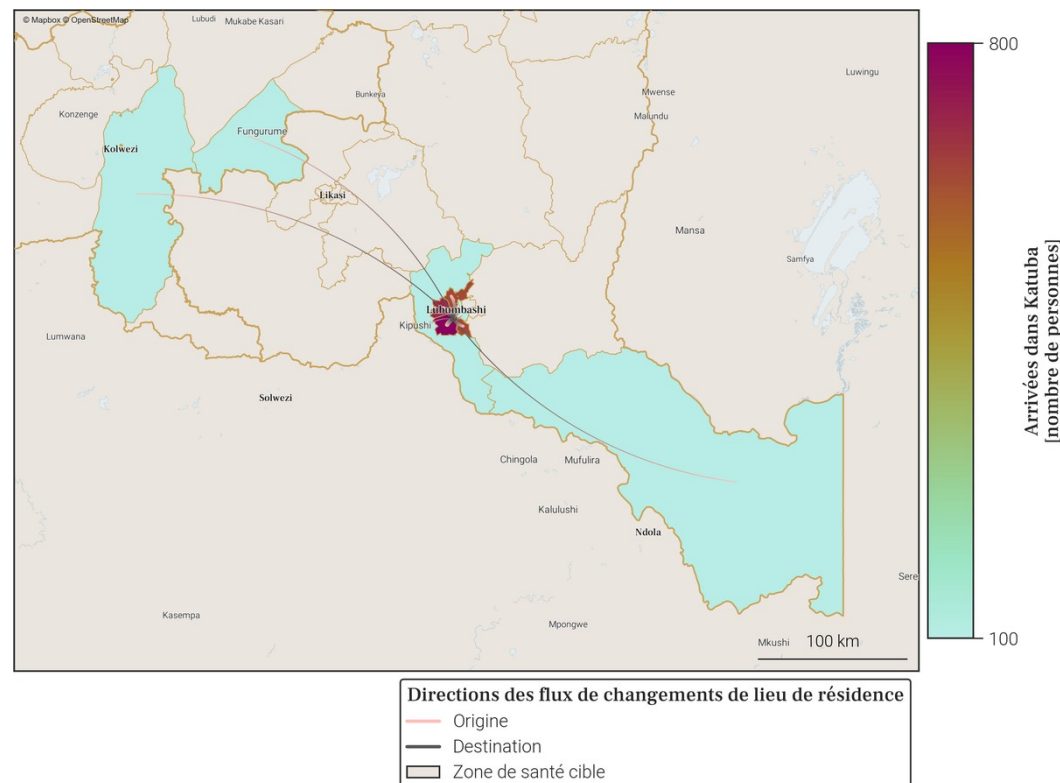 © Mapbox © OpenStreetMap
Lubudi
Mukabe Kasari
800
Luwingu
Bunkeya
Mwense
Konzenge
Malundu
Fungurume
Kolwezi
Likasi
Mansa
Samfya
Lubumbashi
Kipushi
Lumwana
Arrivées dans Katuba
[nombre de personnes]
Solwezi
Chingola
Mufulira
Kalulushi
Ndola
Sere
Kasempa
Mpongwe
Mkushi
100 km
100
Directions des flux de changements de lieu de résidence
Origine
Destination
Zone de santé cible